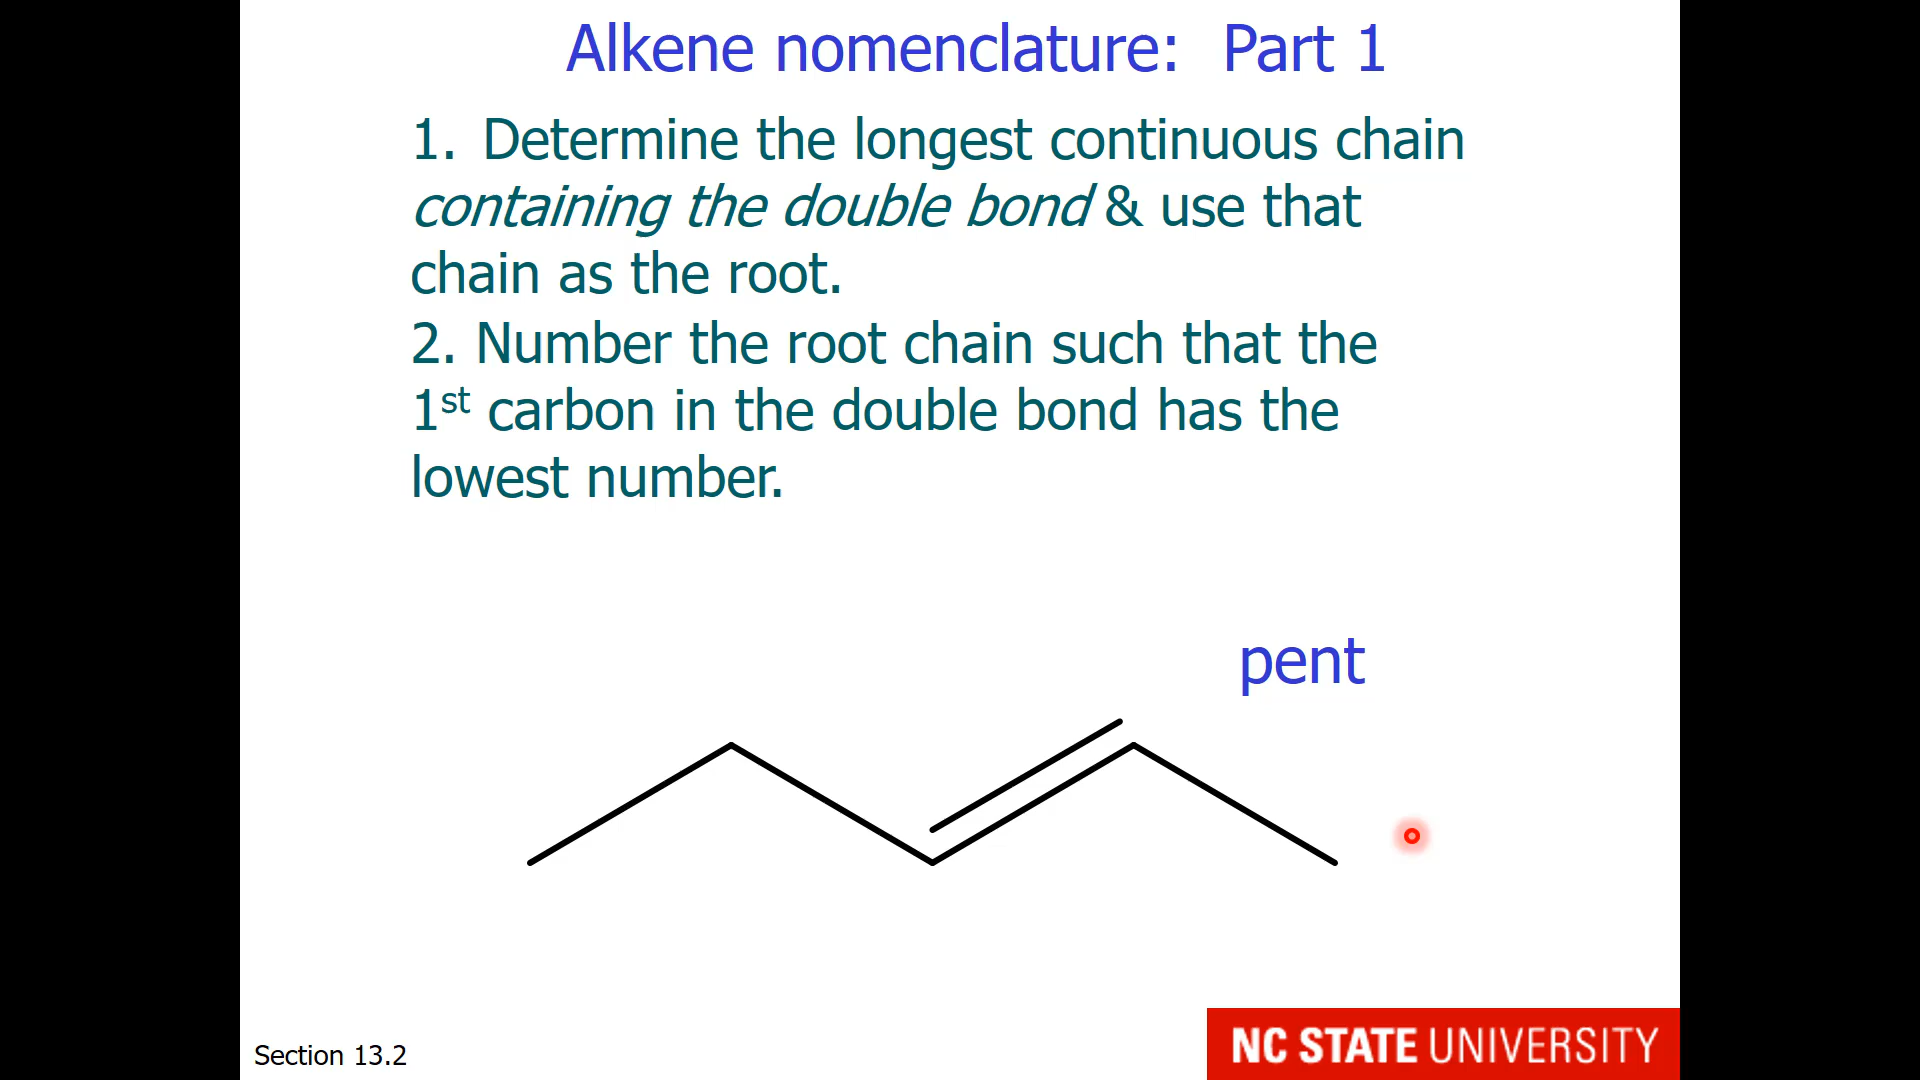 Alkene nomenclature: Part 1
1. Determine the longest continuous chain
containing the double bond & use that
chain as the root.
2. Number the root chain such that the
1st carbon in the double bond has the
lowest number.
pent
Section 13.2
NC STATE UNIVERSITY